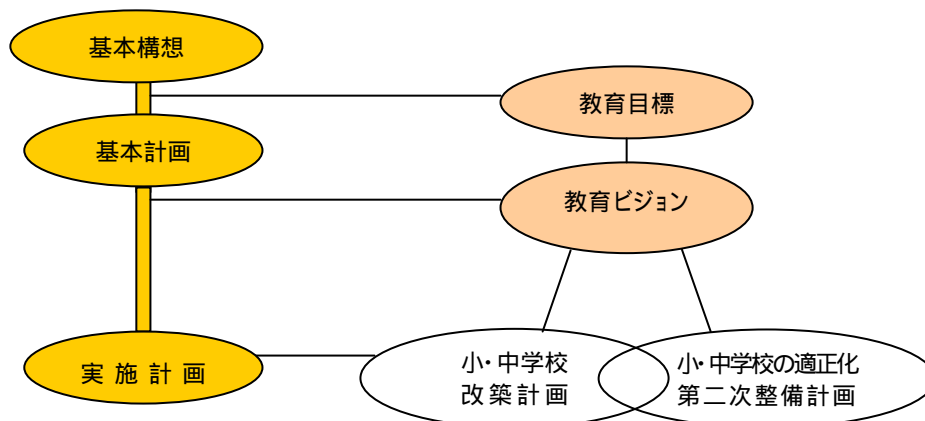 基本構想
教育目標
基本計画
教育ビジョン
実施計画
小・中学校
改築計画
小・中学校の適正化
第二次整備計画